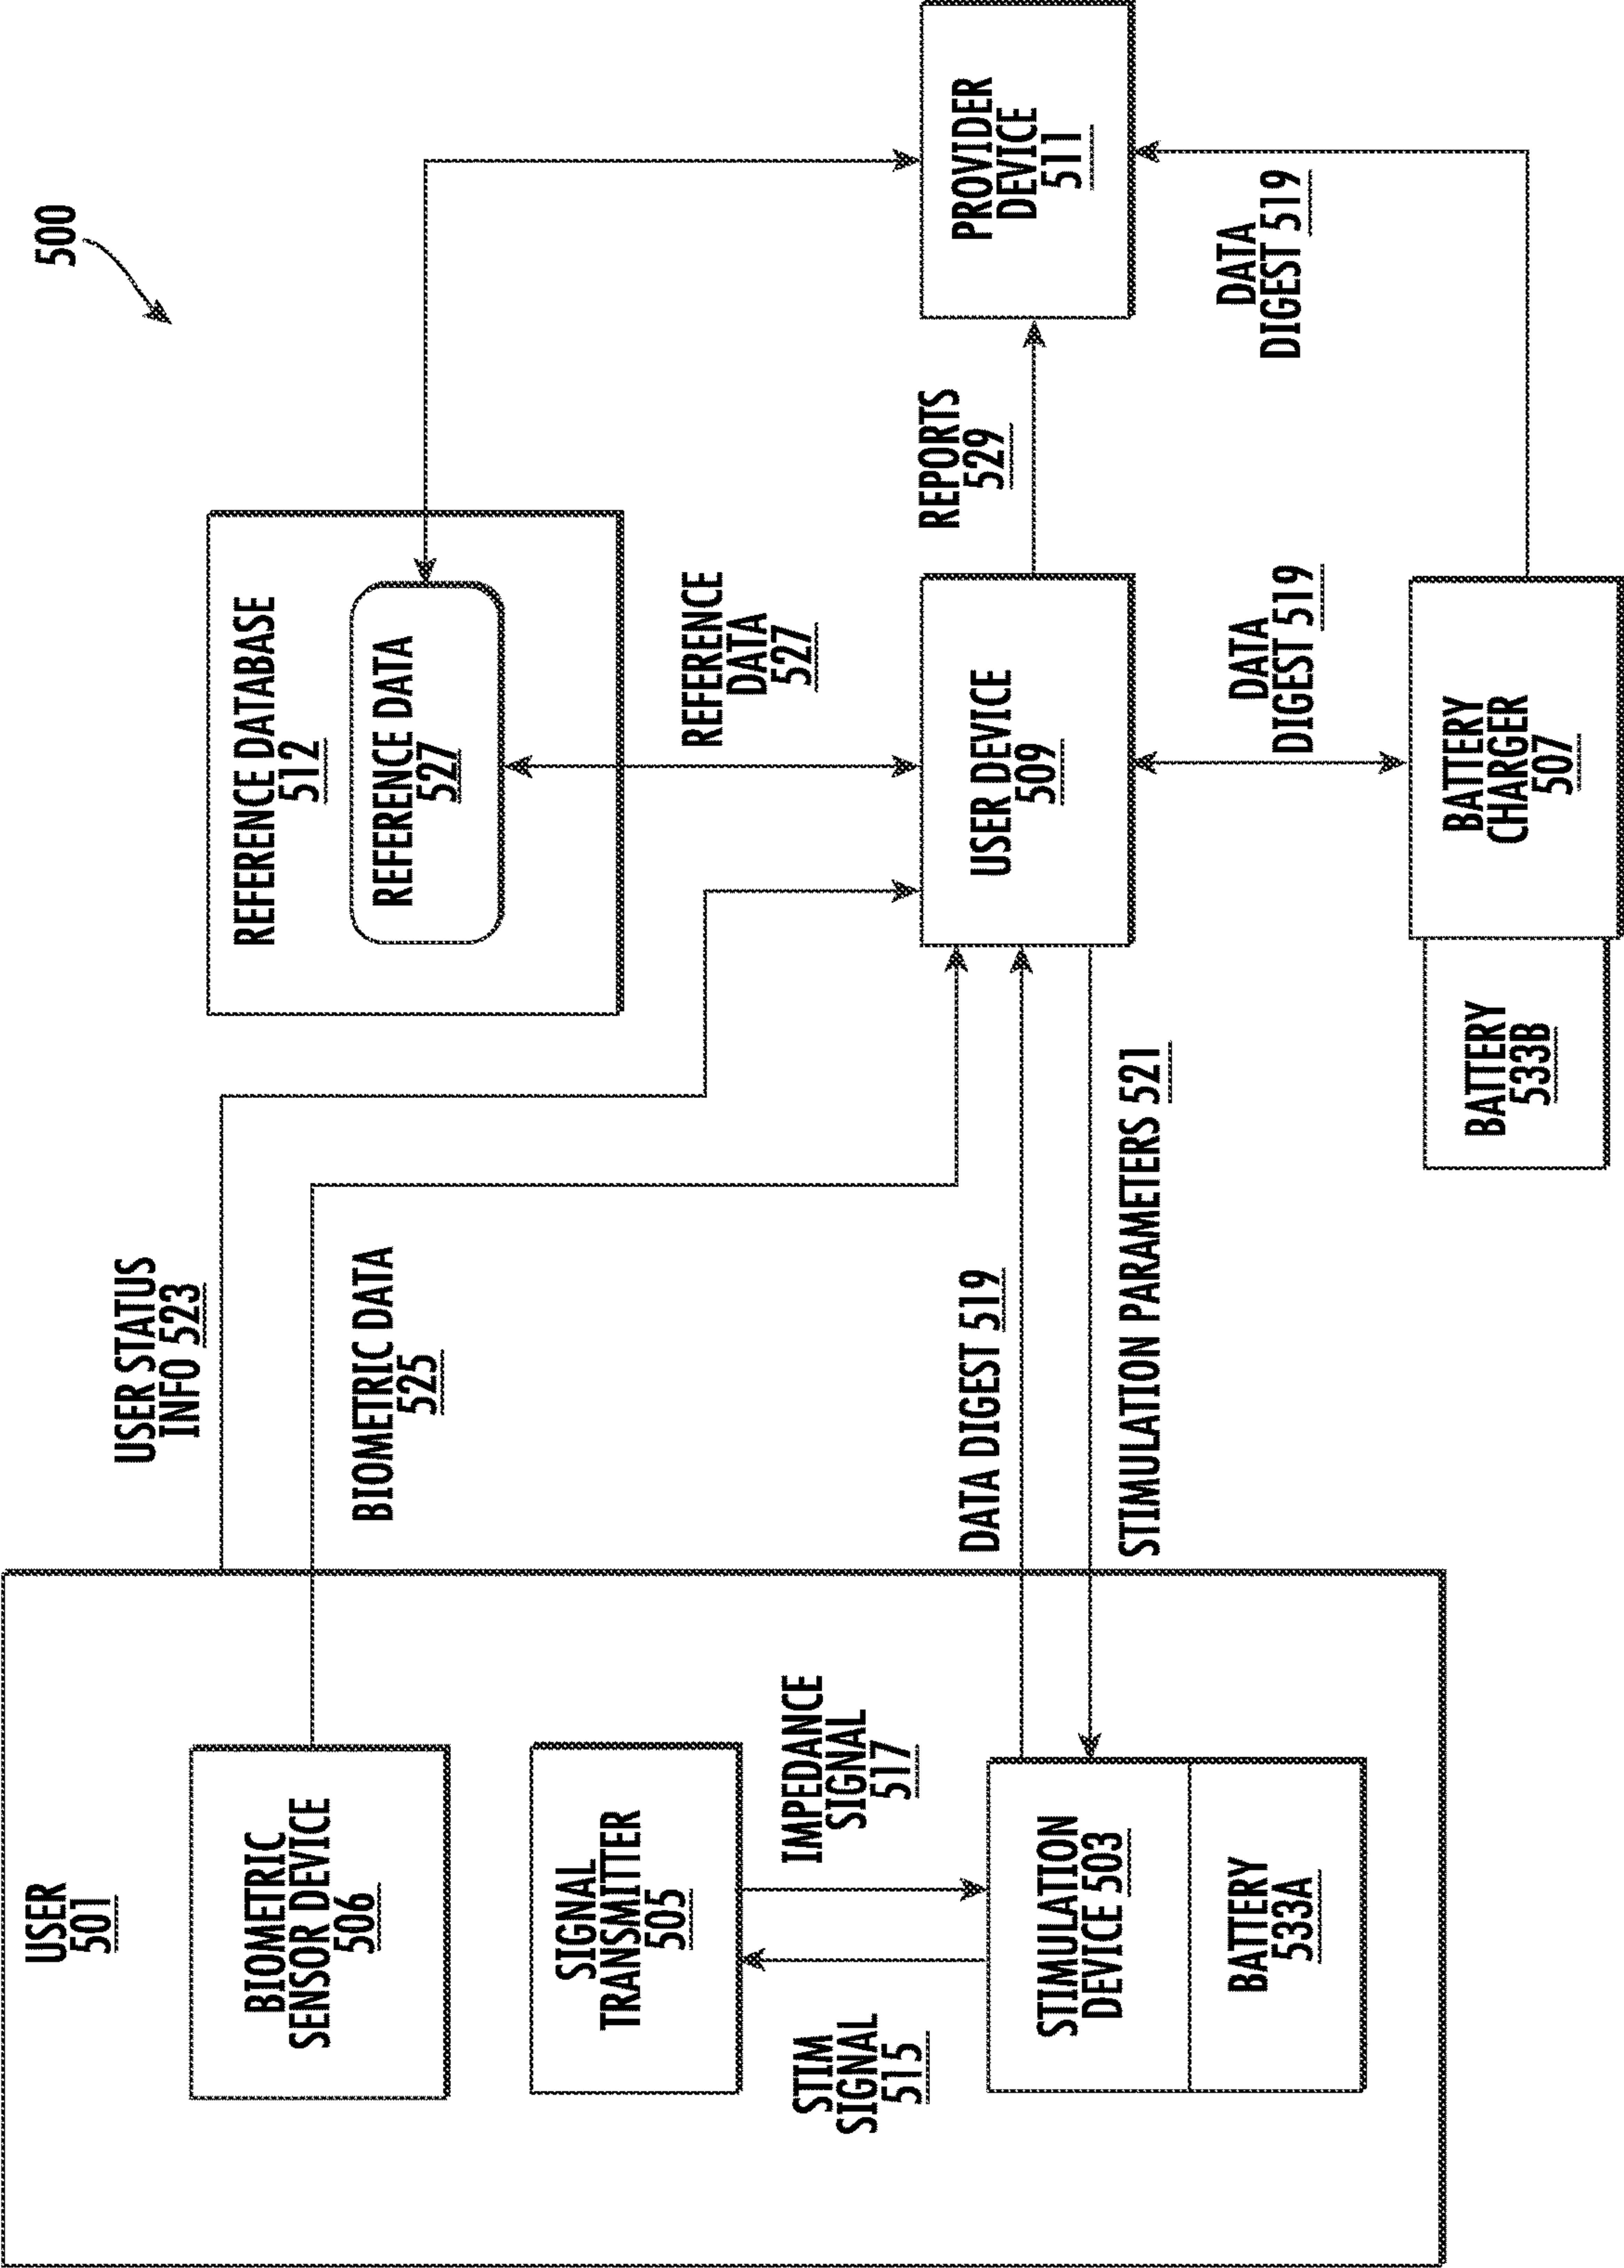 500
USER
501
BIOMETRIC
SENSOR DEVICE
506
SIGNAL
TRANSMITTER
505
STIM
SIGNAL
515
IMPEDANCE
SIGNAL
517
STIMULATION
DEVICE 503
BATTERY
533A
USER STATUS
INFO 523
BIOMETRIC DATA
525
DATA DIGEST 519
STIMULATION PARAMETERS 521
REFERENCE DATABASE
512
REFERENCE DATA
527
REFERENCE
DATA
527
USER DEVICE
509
REPORTS
529
PROVIDER
DEVICE
511
DATA
DIGEST 519
DATA
DIGEST 519
BATTERY
533B
BATTERY
CHARGER
507